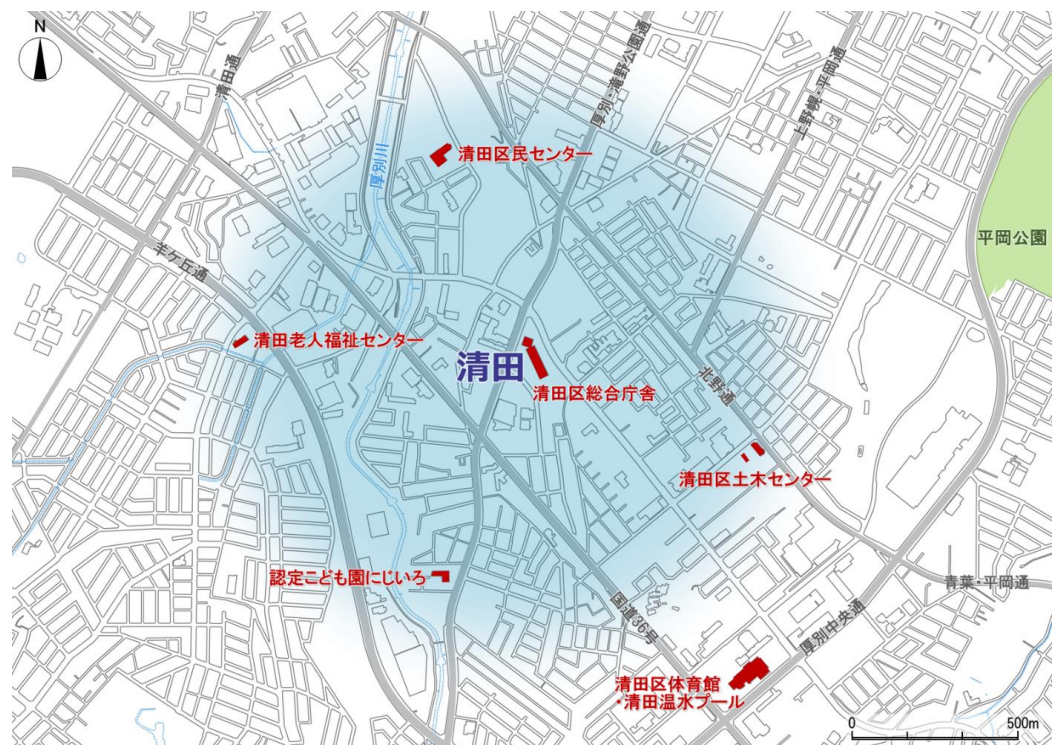 N
清田通
厚別・滝野公園通
上野幌・平岡通
清田区民センター
厚別川
平岡公園
羊ケ丘通
清田老人福祉センター
清田
清田区総合庁舎
北野通
清田区土木センター
認定こども園にじいろ
青葉・平岡通
国道36号
厚別中央通
清田区体育館
・清田温水プール
0 500m